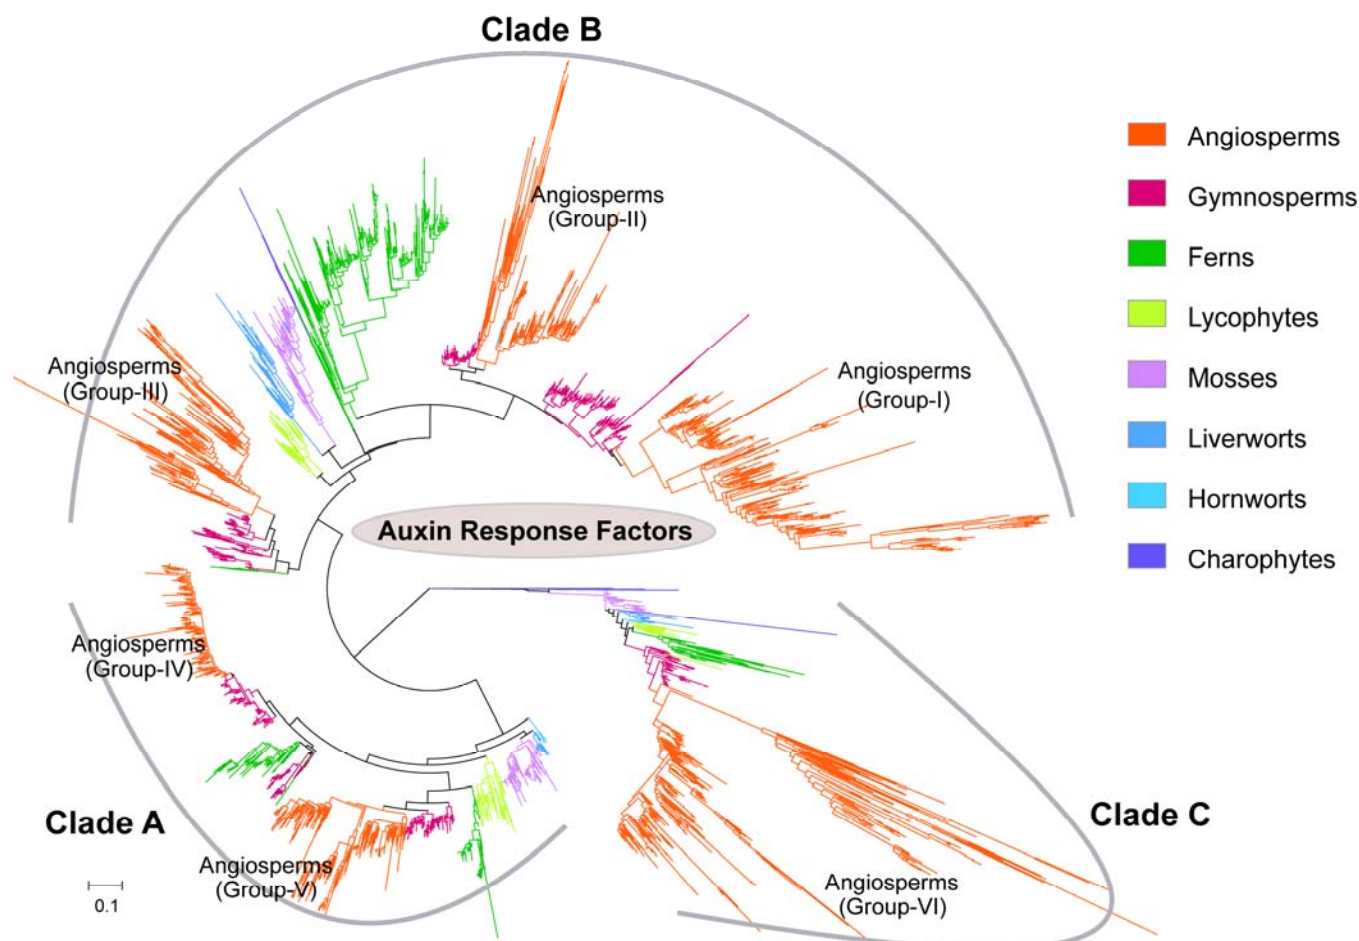 Clade B
Angiosperms
(Group-II)
Angiosperms
(Group-III)
Angiosperms
(Group-I)
Auxin Response Factors
Angiosperms
(Group-IV)
Clade A
Angiosperms
(Group-V)
Clade C
Angiosperms
(Group-VI)
0.1
Angiosperms
Gymnosperms
Ferns
Lycophytes
Mosses
Liverworts
Hornworts
Charophytes